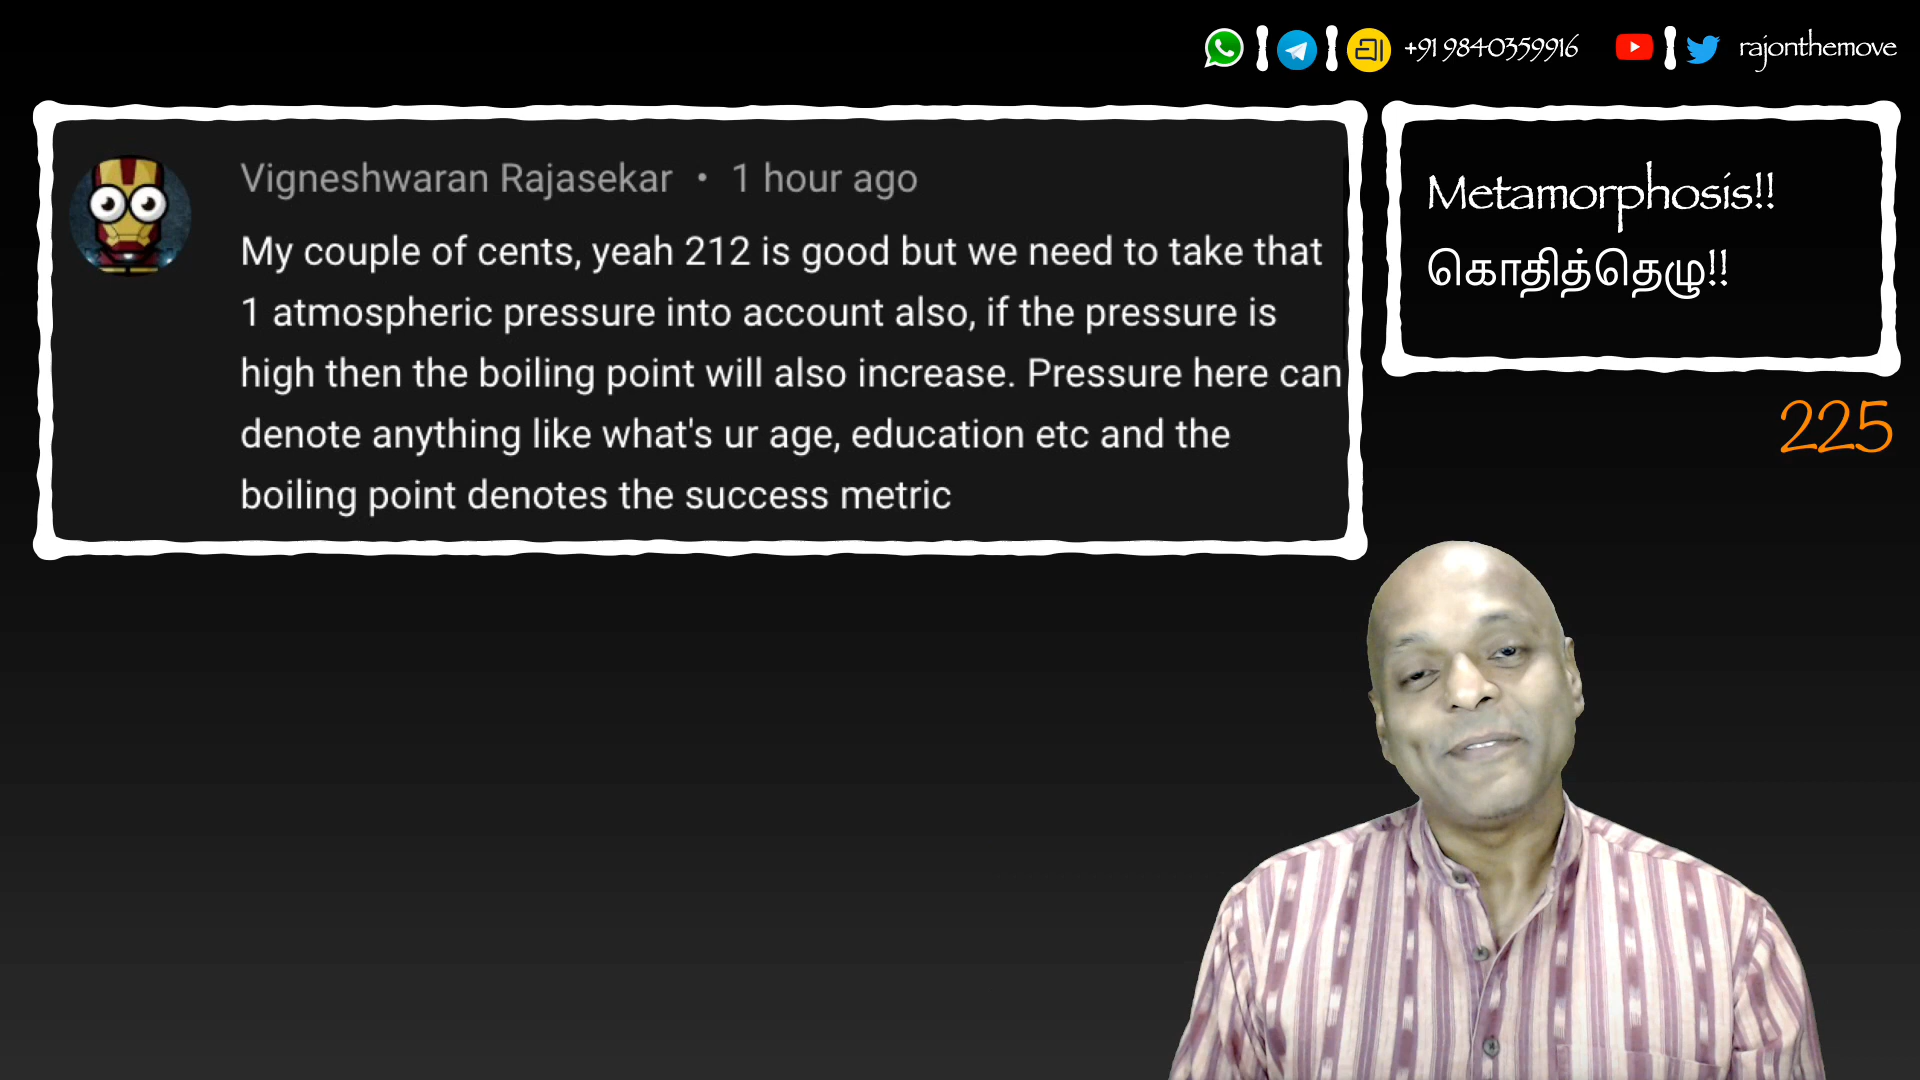 +91 9840359916 rajonthemove
Vigneshwaran Rajasekar • 1 hour ago
My couple of cents, yeah 212 is good but we need to take that
1 atmospheric pressure into account also, if the pressure is
high then the boiling point will also increase. Pressure here can
denote anything like what's ur age, education etc and the
boiling point denotes the success metric
Metamorphosis!!
கொதித்தெழு!!
225